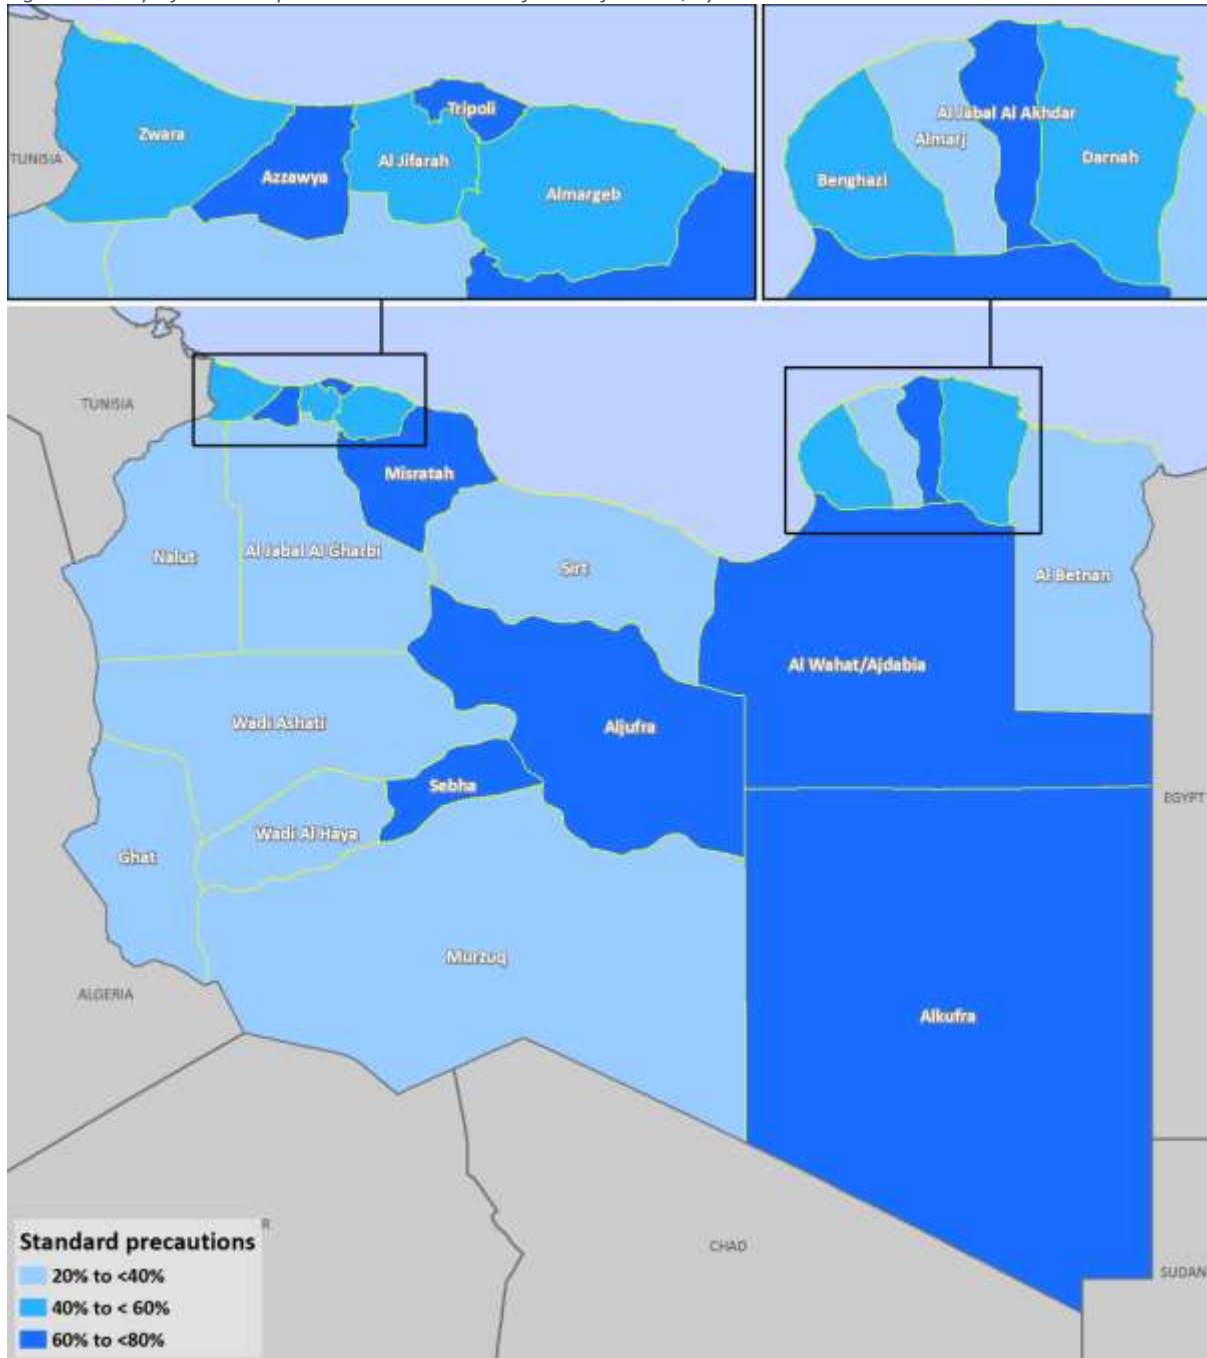 Zwara
TUNISIA
Azzawya
Al Jifarah
Tripoli
Almargeb
Al Jabal Al Akhdar
Almarj
Darnah
Benghazi
TUNISIA
Misratah
Nalut
Al Jabal Al Gharbi
Sirt
Al Betnan
Al Wahat/Ajdabia
Wadi Ashati
Aljufra
Sebha
EGYPT
Wadi Al Haya
Ghat
Murzuq
ALGERIA
Alkufra
R
CHAD
SUDAN
Standard precautions
20% to <40%
40% to < 60%
60% to <80%